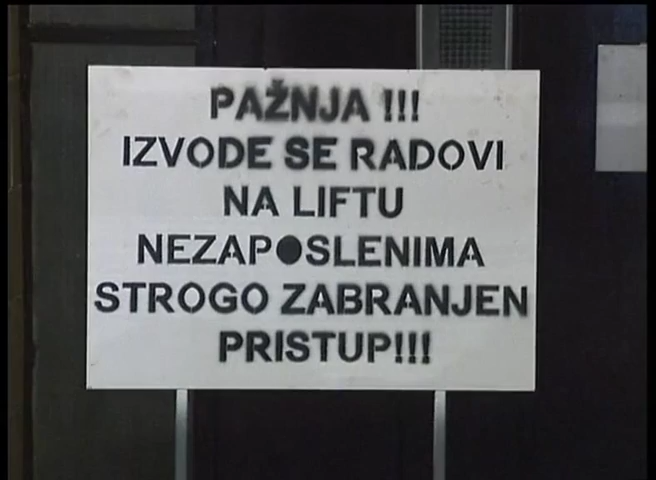 PAŽNJA !!!
IZVODE SE RADOVI
NA LIFTU
NEZAPOSLENIMA
STROGO ZABRANJEN
PRISTUP!!!